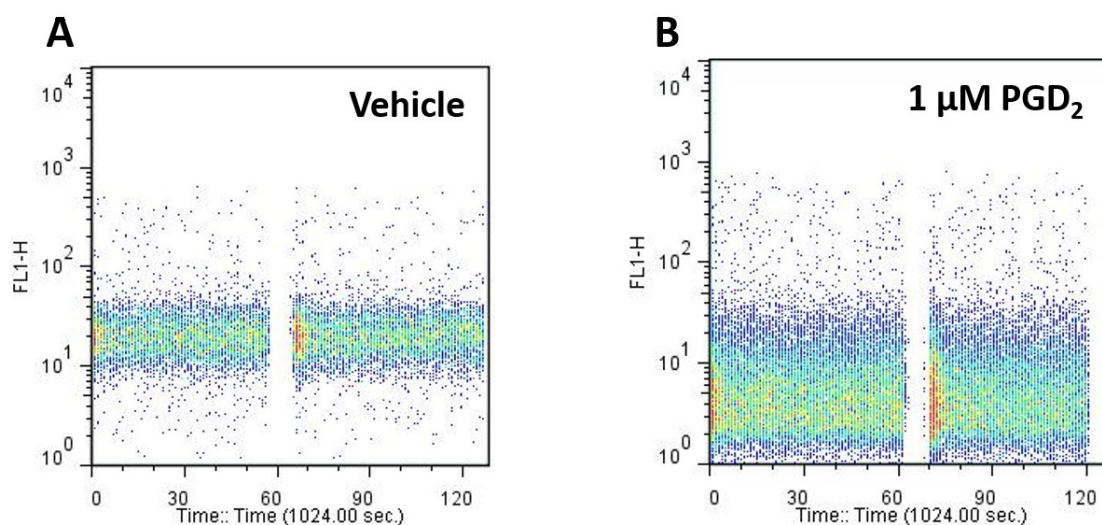 A
Vehicle
10^4
10^3
10^2
10^1
10^0
FL1-H
0 30 60 90 120
Time:: Time (1024.00 sec.)
B
1 µM PGD₂
10^4
10^3
10^2
10^1
10^0
FL1-H
0 30 60 90 120
Time:: Time (1024.00 sec.)